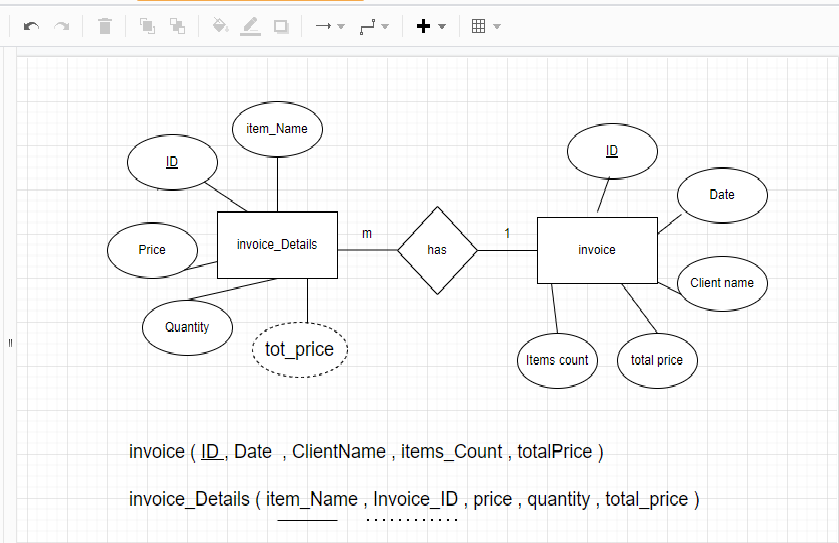 item_Name
ID
ID
Date
invoice_Details
m
has
1
invoice
Price
Client name
Quantity
tot_price
Items count
total price
invoice ( ID , Date , ClientName , items_Count , totalPrice )
invoice_Details ( item_Name , Invoice_ID , price , quantity , total_price )